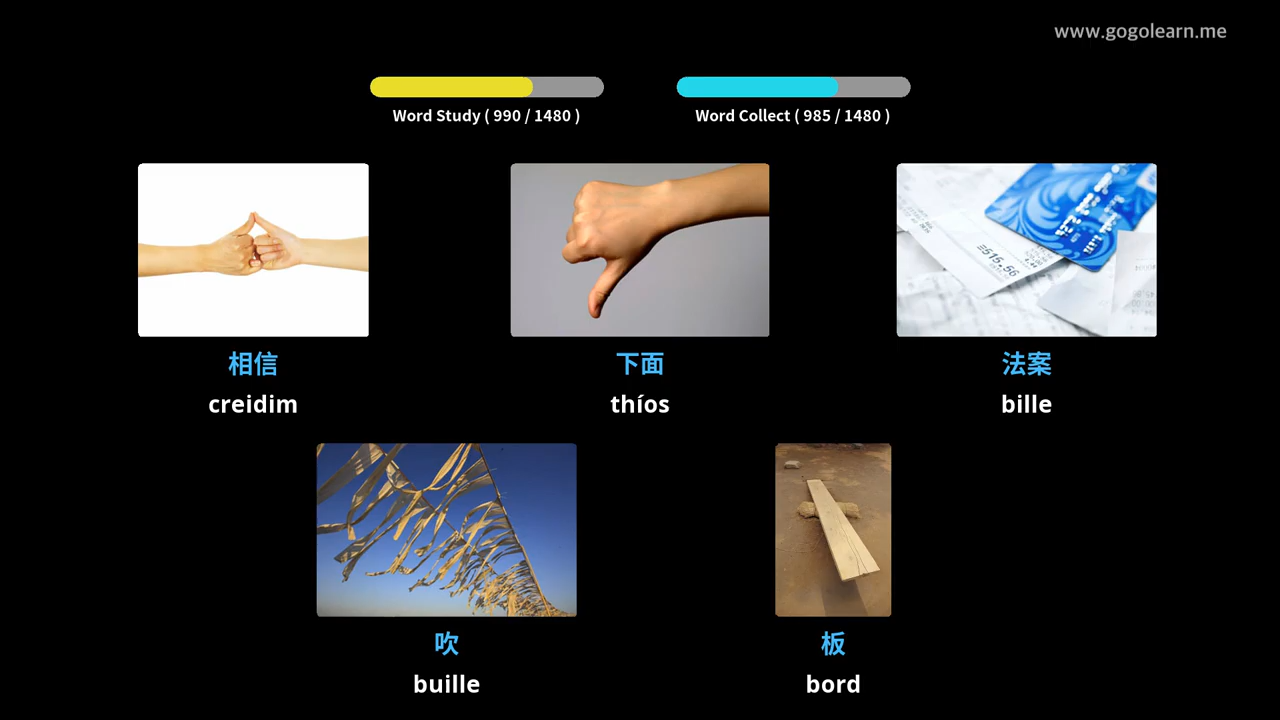 www.gogolearn.me
Word Study ( 990 / 1480 )
Word Collect ( 985 / 1480 )
相信
creidim
下面
thíos
法案
bille
吹
buille
板
bord